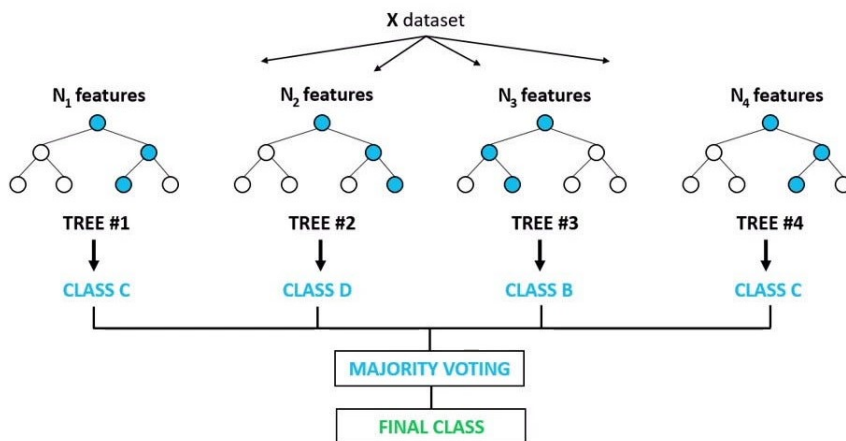 X dataset
N₁ features
N₂ features
N₃ features
N₄ features
TREE #1
TREE #2
TREE #3
TREE #4
CLASS C
CLASS D
CLASS B
CLASS C
MAJORITY VOTING
FINAL CLASS